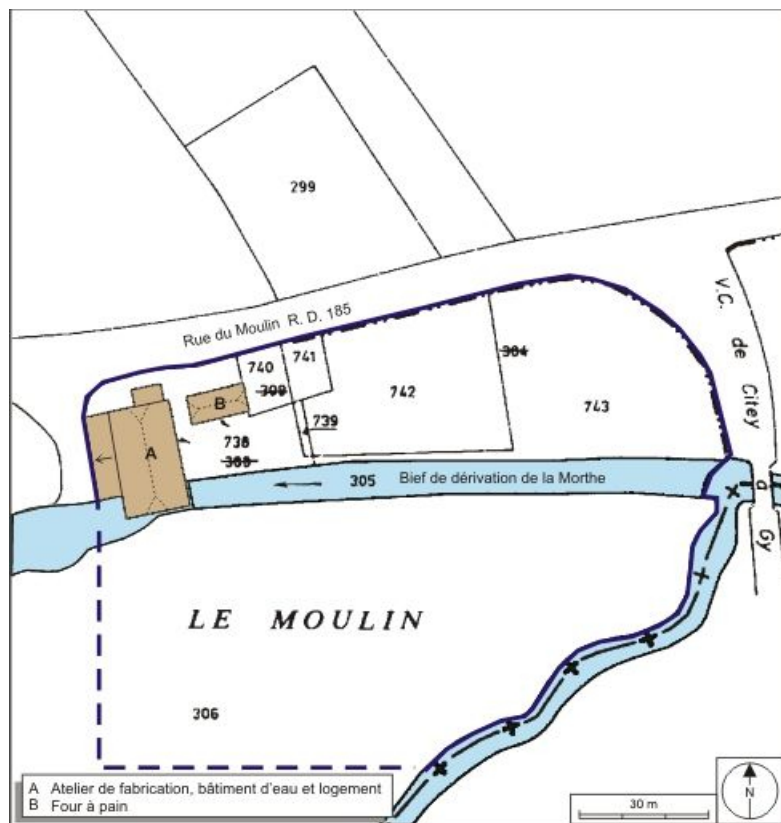 299
Rue du Moulin R. D. 185
V.C. de Citey
à
Gy
740
741
309
304
B
742
743
739
738
A
308
305
Bief de dérivation de la Morthe
LE MOULIN
306
A Atelier de fabrication, bâtiment d'eau et logement
B Four à pain
30 m
N